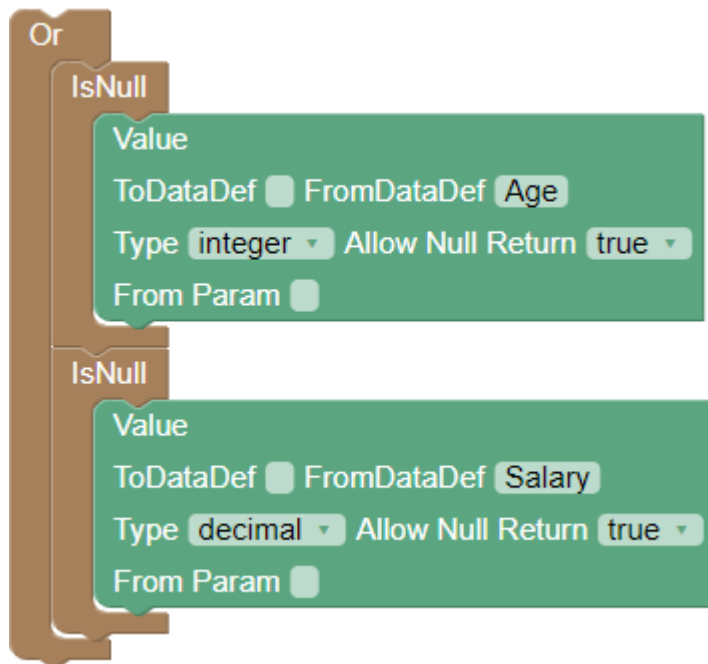 Or
IsNull
Value
ToDataDef FromDataDef Age
Type integer Allow Null Return true
From Param
IsNull
Value
ToDataDef FromDataDef Salary
Type decimal Allow Null Return true
From Param